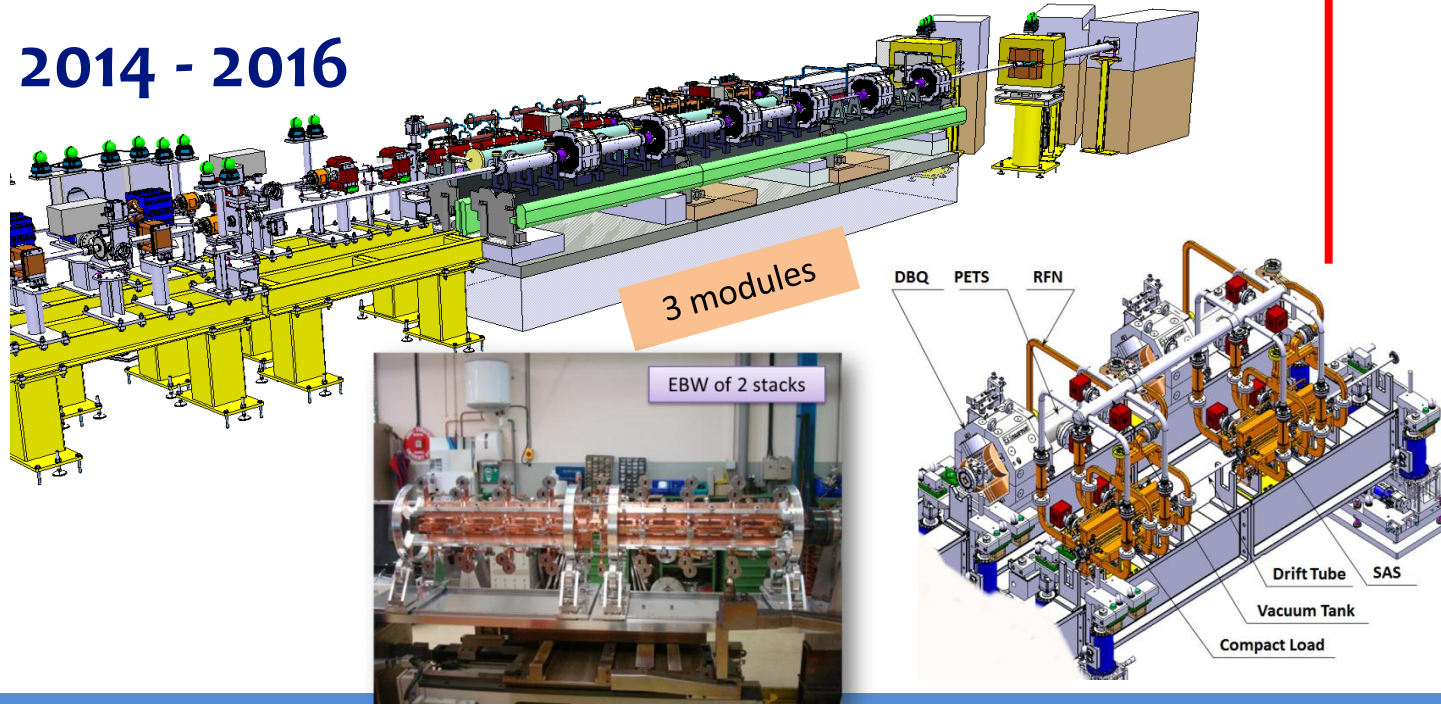 2014 - 2016
3 modules
EBW of 2 stacks
DBQ PETS RFN
Drift Tube SAS
Vacuum Tank
Compact Load